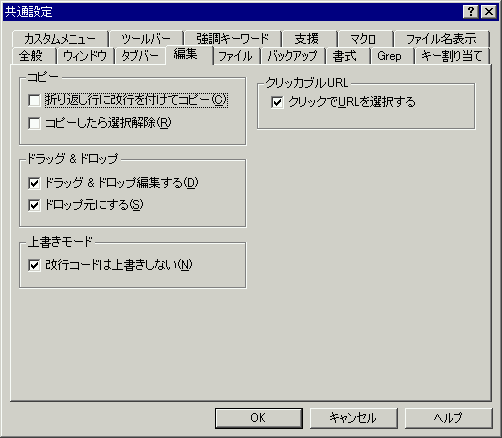 共通設定
カスタムメニュー ツールバー 強調キーワード 支援 マクロ ファイル名表示
全般 ウィンドウ タブバー 編集 ファイル バックアップ 書式 Grep キー割り当て
コピー
折り返し行に改行を付けてコピー(C)
コピーしたら選択解除(R)
ドラッグ & ドロップ
ドラッグ & ドロップ編集する(D)
ドロップ元にする(S)
上書きモード
改行コードは上書きしない(N)
クリッカブルURL
クリックでURLを選択する
OK キャンセル ヘルプ